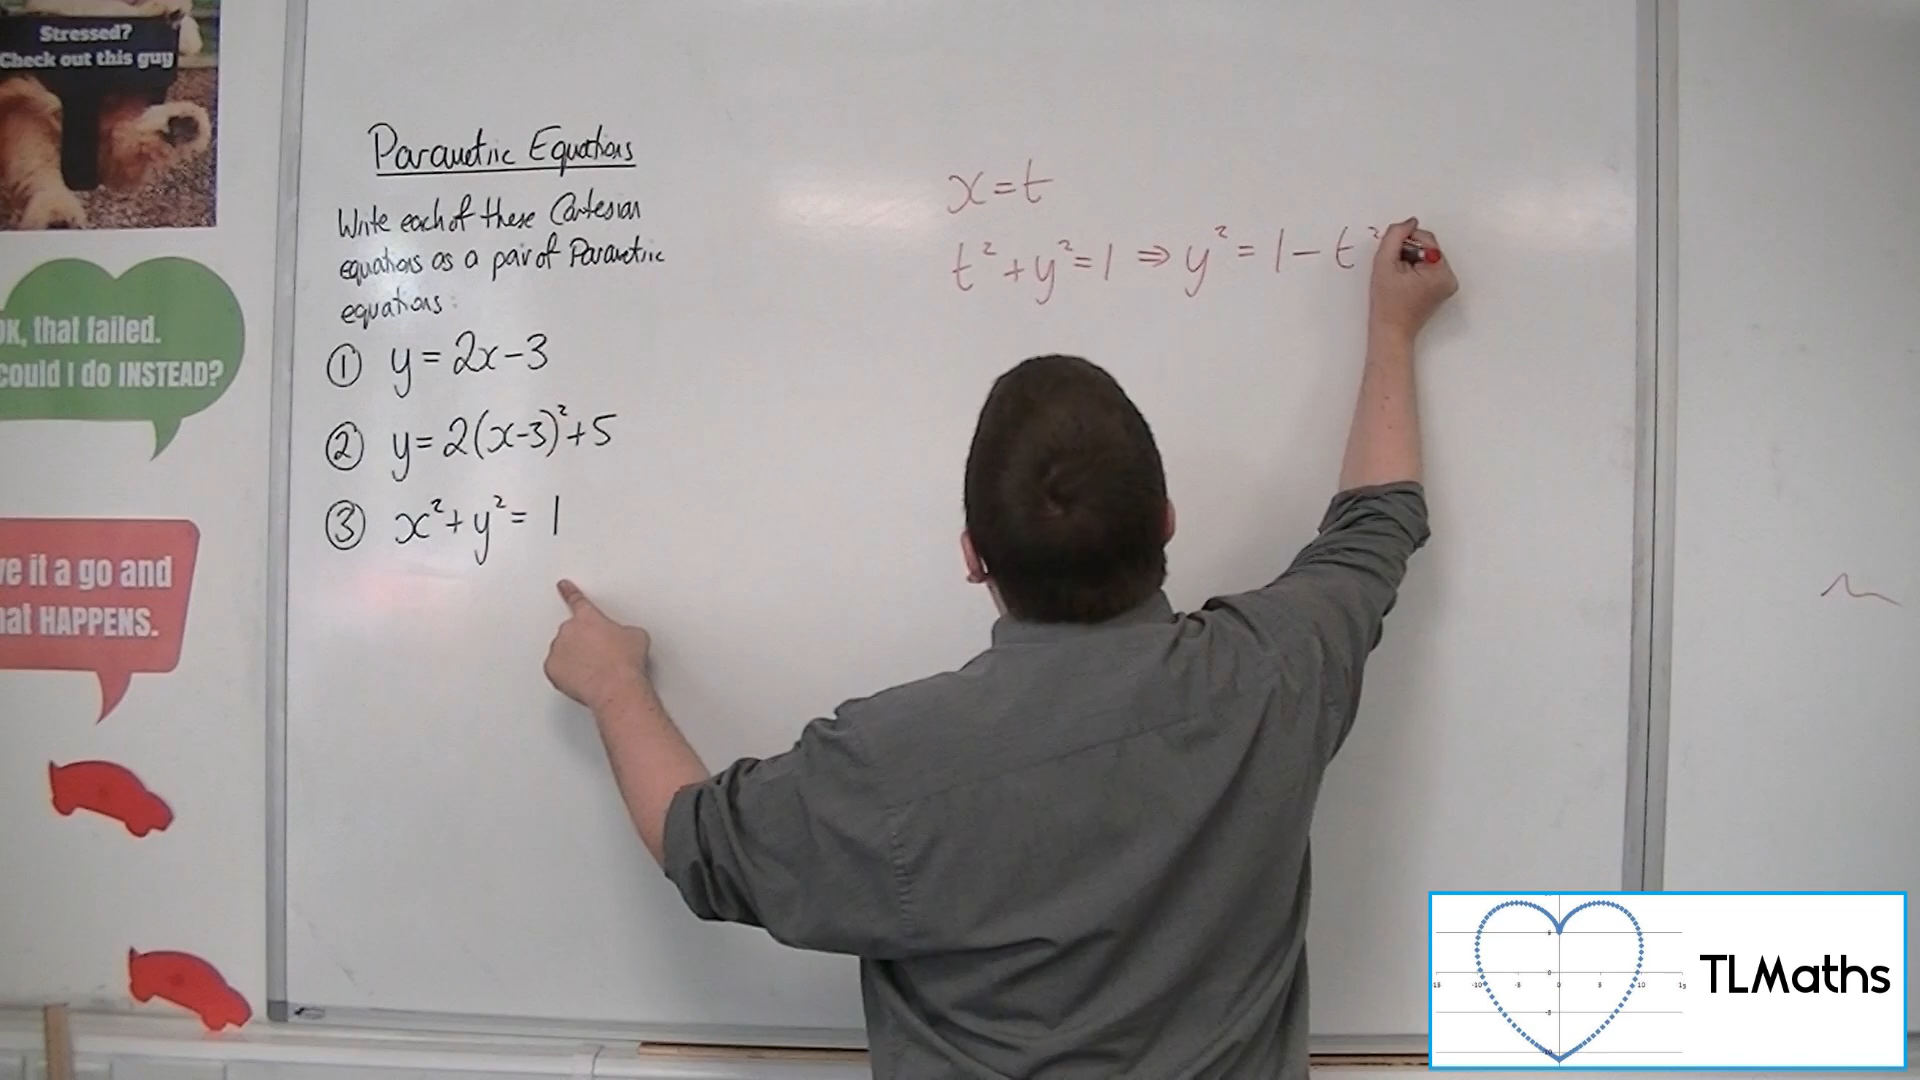 Stressed?
Check out this guy
OK, that failed.
could I do INSTEAD?
ve it a go and
hat HAPPENS.
Parametric Equations
Write each of these Cartesian
equations as a pair of Parametric
equations:
① y = 2x-3
② y = 2(x-3)²+5
③ x²+y² = 1
x = t
t²+y²=1 ⇒ y² = 1 - t²
TLMaths